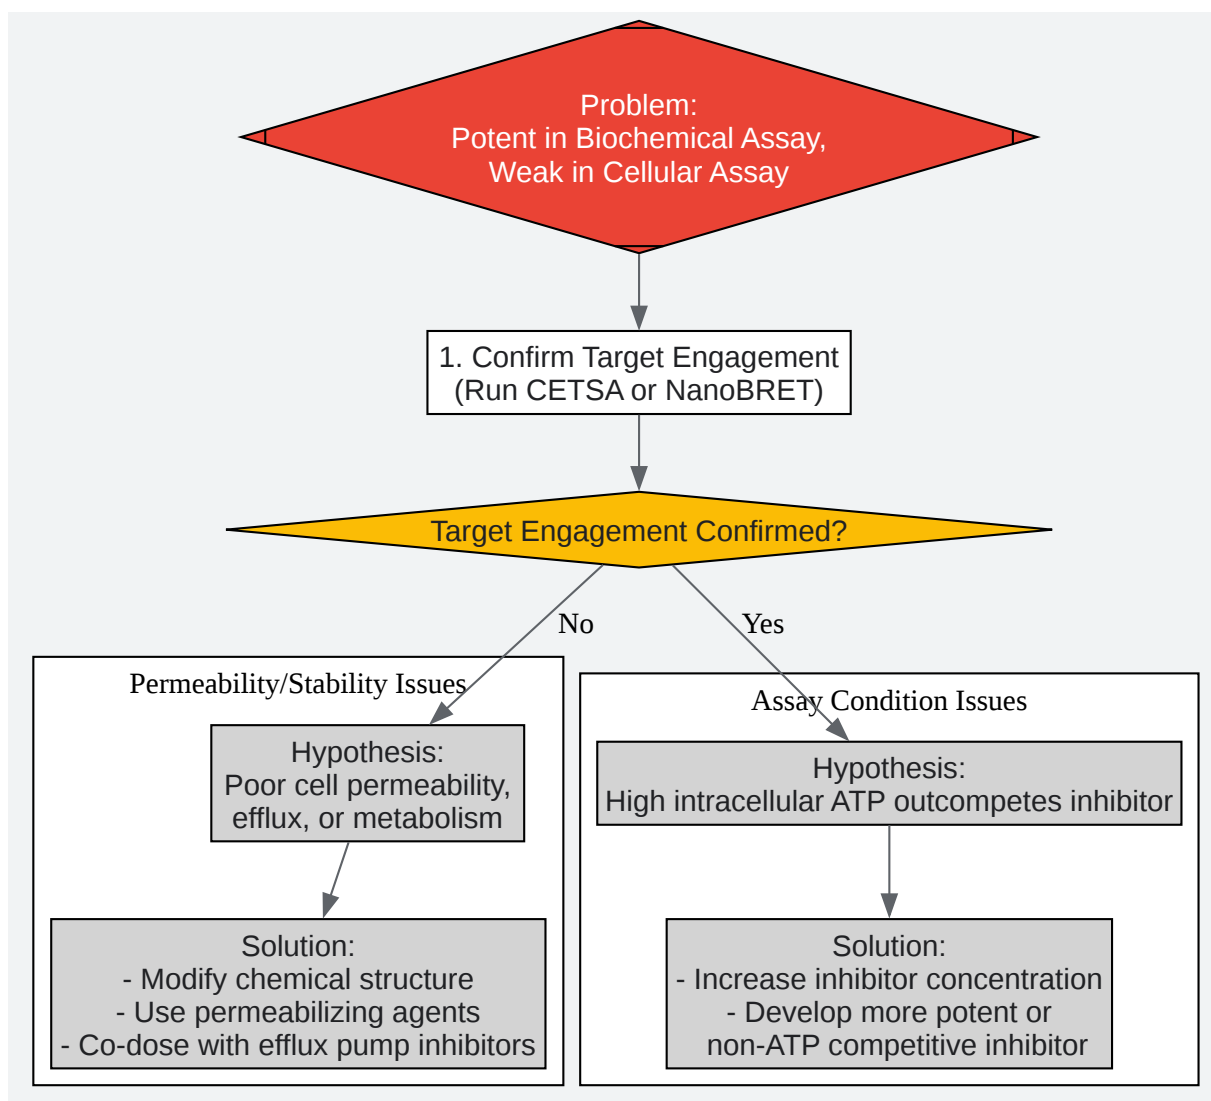 Problem:
Potent in Biochemical Assay,
Weak in Cellular Assay
1. Confirm Target Engagement
(Run CETSA or NanoBRET)
Target Engagement Confirmed?
No
Yes
Permeability/Stability Issues
Hypothesis:
Poor cell permeability,
efflux, or metabolism
Solution:
- Modify chemical structure
- Use permeabilizing agents
- Co-dose with efflux pump inhibitors
Assay Condition Issues
Hypothesis:
High intracellular ATP outcompetes inhibitor
Solution:
- Increase inhibitor concentration
- Develop more potent or
non-ATP competitive inhibitor